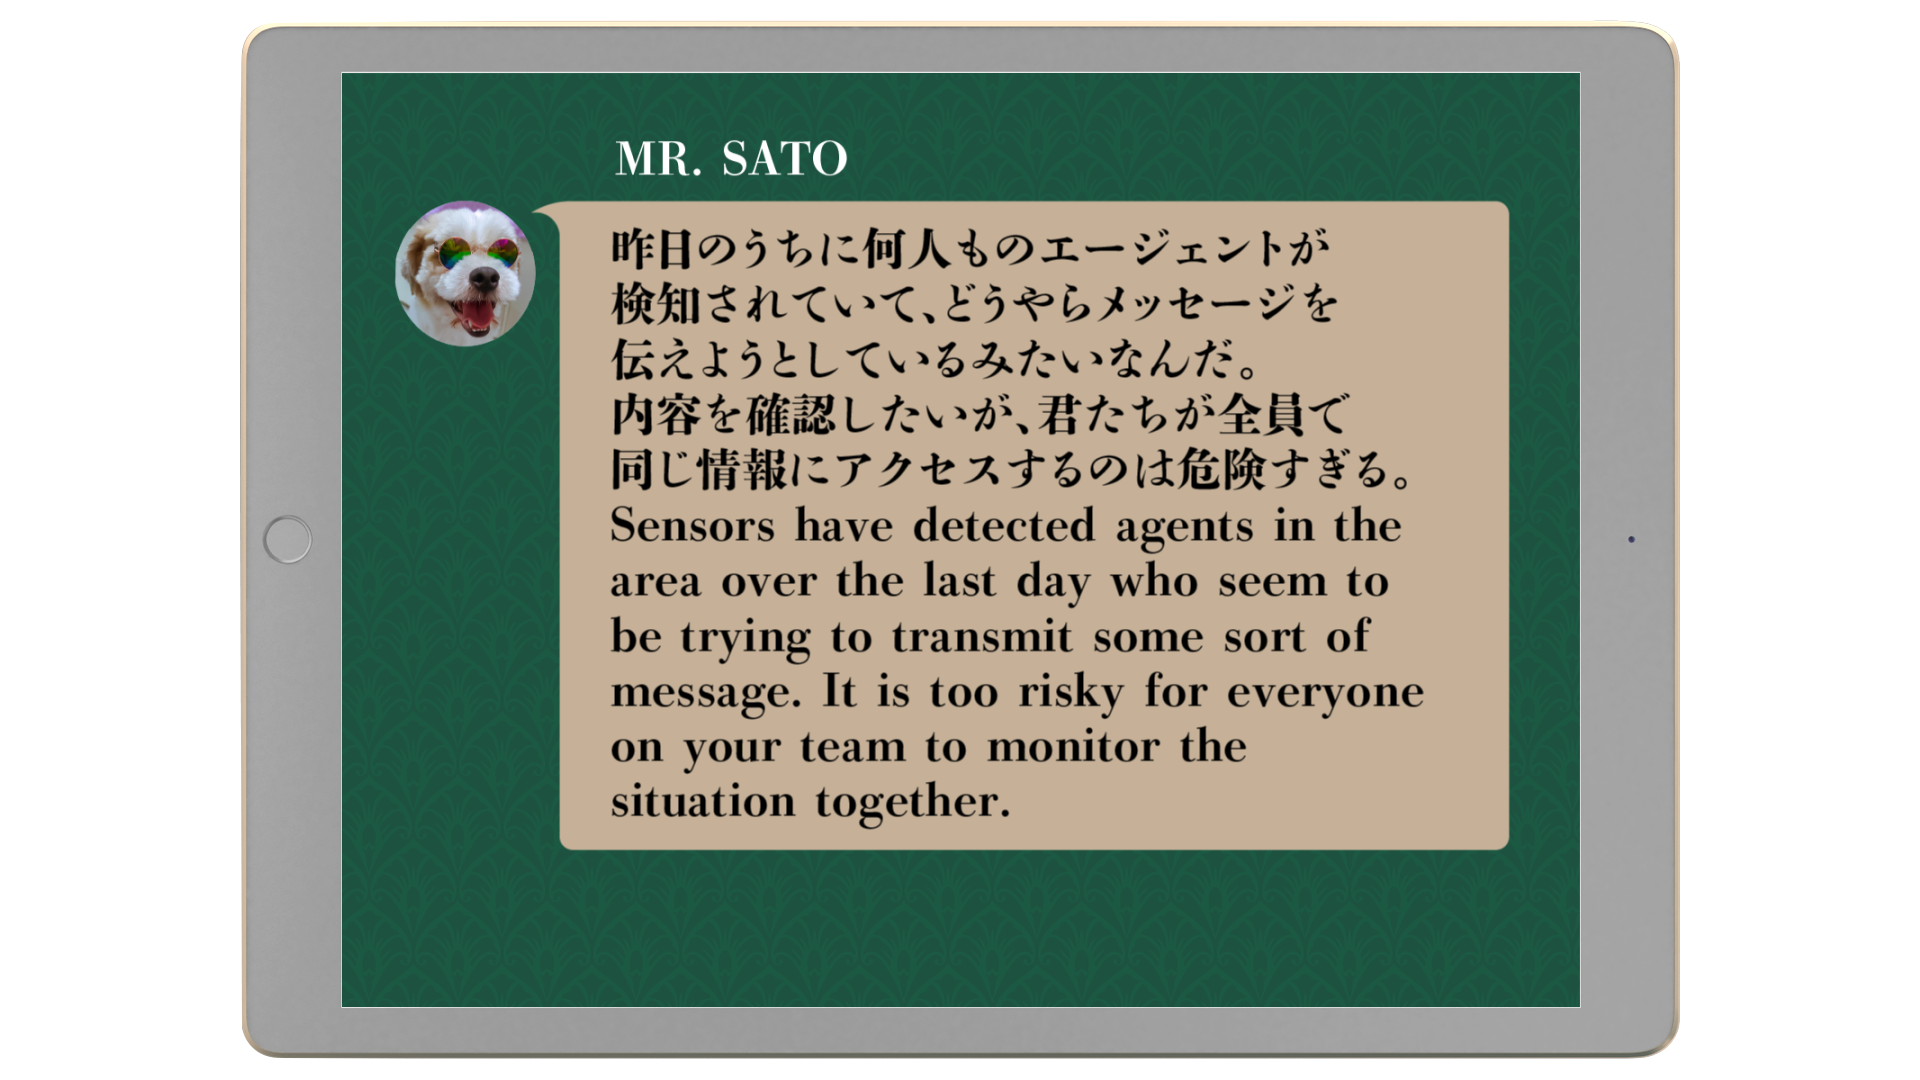 MR. SATO
昨日のうちに何人ものエージェントが
検知されていて、どうやらメッセージを
伝えようとしているみたいなんだ。
内容を確認したいが、君たちが全員で
同じ情報にアクセスするのは危険すぎる。
Sensors have detected agents in the
area over the last day who seem to
be trying to transmit some sort of
message. It is too risky for everyone
on your team to monitor the
situation together.